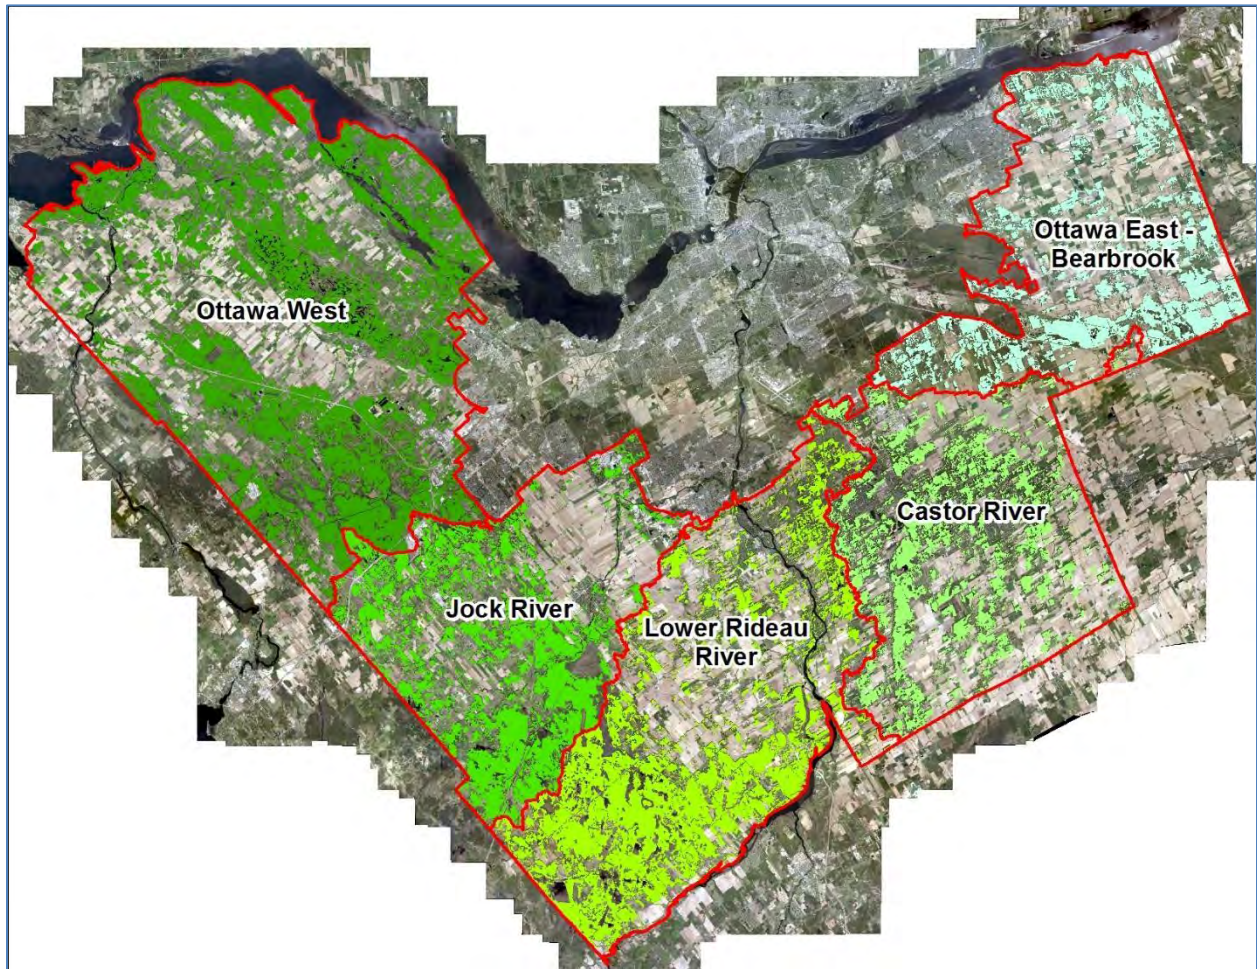 Ottawa East -
Bearbrook
Ottawa West
Castor River
Jock River
Lower Rideau
River